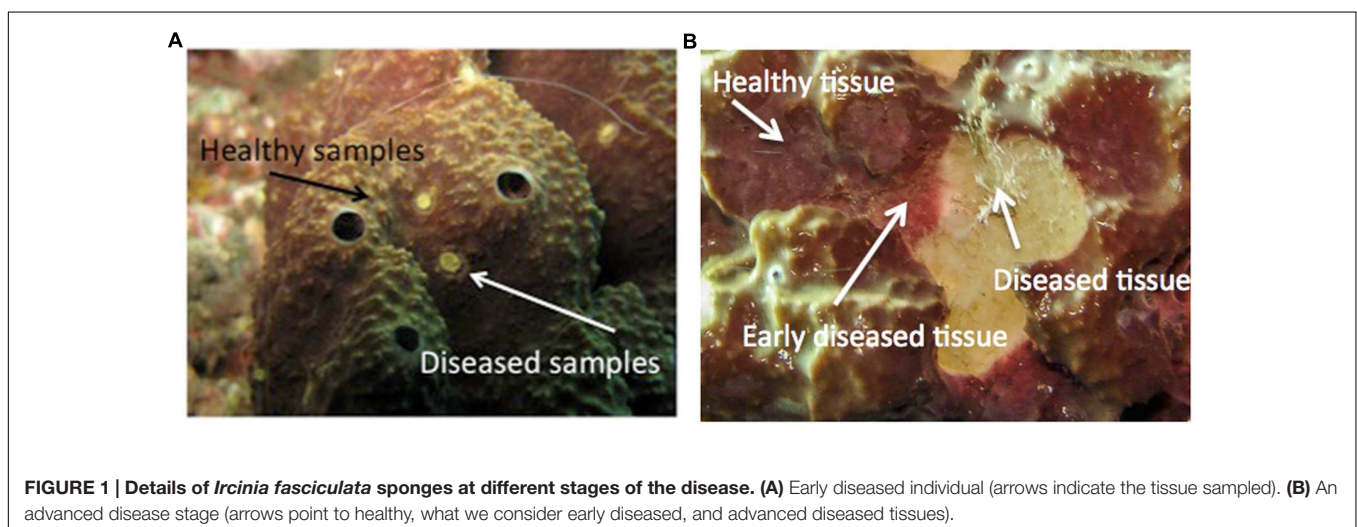 A
B
Healthy samples
Diseased samples
Healthy tissue
Diseased tissue
Early diseased tissue
FIGURE 1 | Details of Ircinia fasciculata sponges at different stages of the disease. (A) Early diseased individual (arrows indicate the tissue sampled). (B) An
advanced disease stage (arrows point to healthy, what we consider early diseased, and advanced diseased tissues).